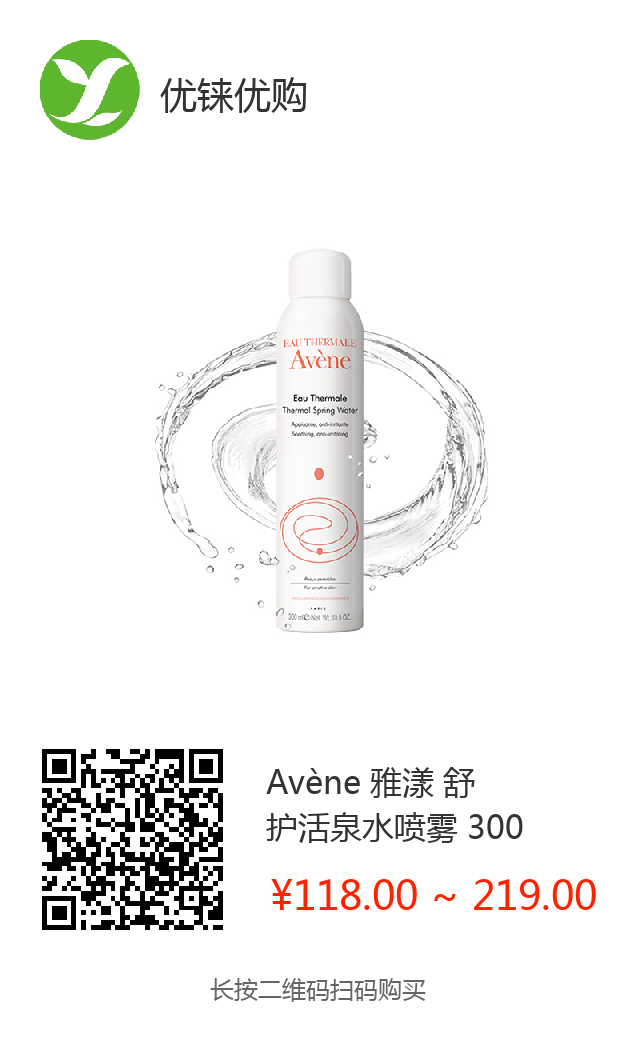 优铼优购
EAU THERMALE
Avène
Eau Thermale
Thermal Spring Water
Apaisante, anti-irritante
Soothing, anti-irritating
Peaux sensibles
For sensitive skin
PARIS
Avène 雅漾 舒
护活泉水喷雾 300
¥118.00 ~ 219.00
长按二维码扫码购买